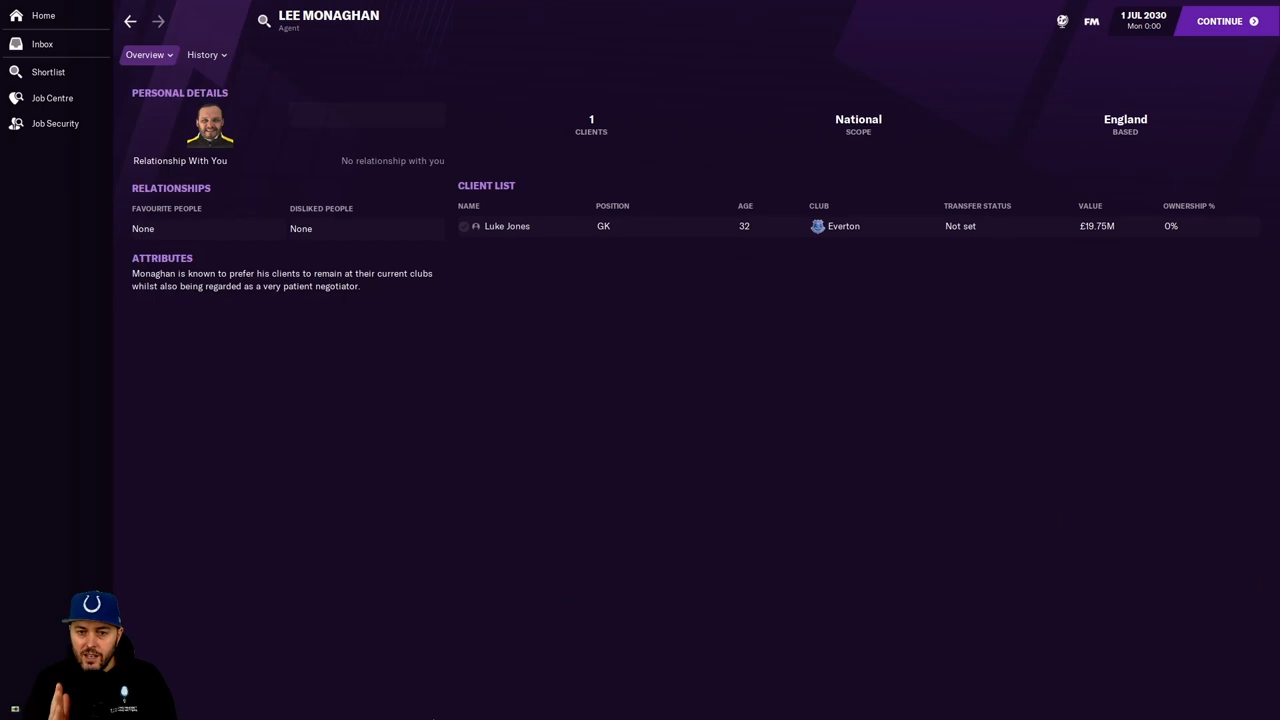 Home
Inbox
Shortlist
Job Centre
Job Security
LEE MONAGHAN
Agent
FM
1 JUL 2030
Mon 0:00
CONTINUE
Overview
History
PERSONAL DETAILS
Relationship With You
No relationship with you
1
CLIENTS
National
SCOPE
England
BASED
RELATIONSHIPS
FAVOURITE PEOPLE
DISLIKED PEOPLE
None
None
ATTRIBUTES
Monaghan is known to prefer his clients to remain at their current clubs
whilst also being regarded as a very patient negotiator.
CLIENT LIST
NAME POSITION AGE CLUB TRANSFER STATUS VALUE OWNERSHIP %
Luke Jones GK 32 Everton Not set £19.75M 0%